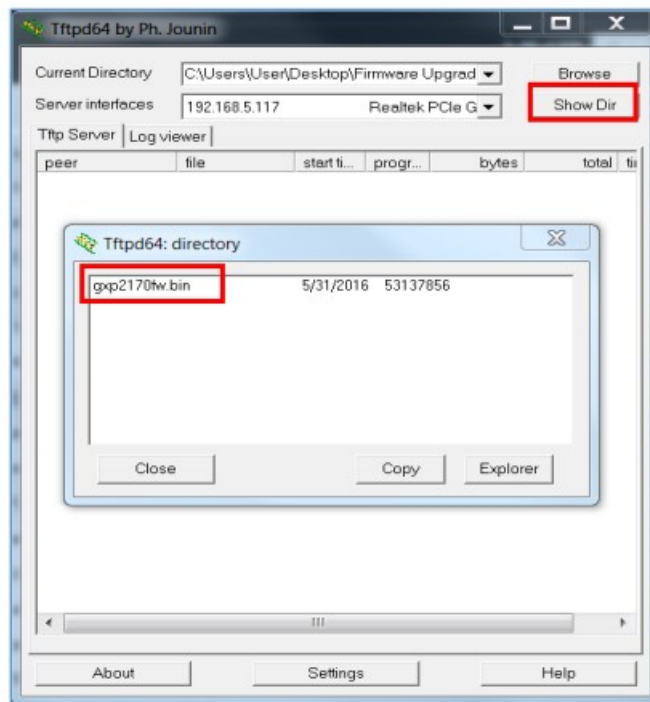 Tftpd64 by Ph. Jounin
Current Directory C:\Users\User\Desktop\Firmware Upgrad Browse
Server interfaces 192.168.5.117 Realtek PCIe G Show Dir
Tftp Server Log viewer
peer file start ti... progr... bytes total ti
Tftpd64: directory
gxp2170fw.bin 5/31/2016 53137856
Close Copy Explorer
About Settings Help